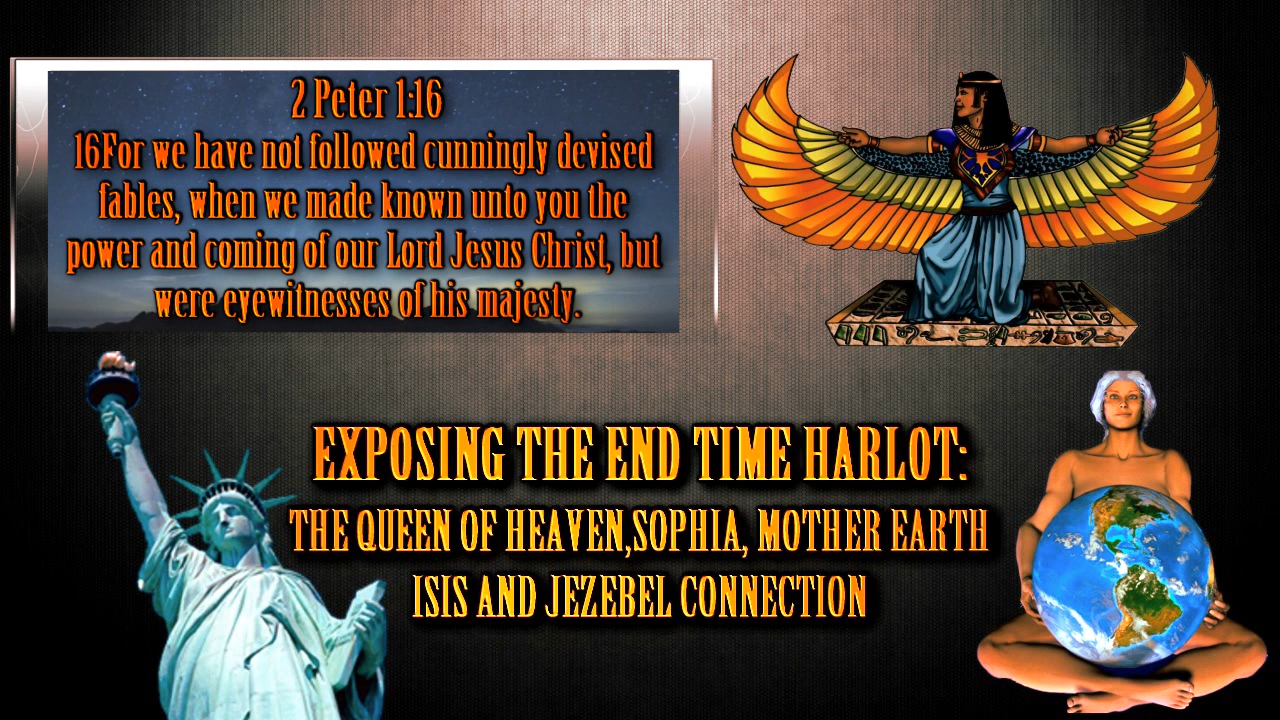 2 Peter 1:16
16For we have not followed cunningly devised
fables, when we made known unto you the
power and coming of our Lord Jesus Christ, but
were eyewitnesses of his majesty.
EXPOSING THE END TIME HARLOT:
THE QUEEN OF HEAVEN,SOPHIA, MOTHER EARTH
ISIS AND JEZEBEL CONNECTION